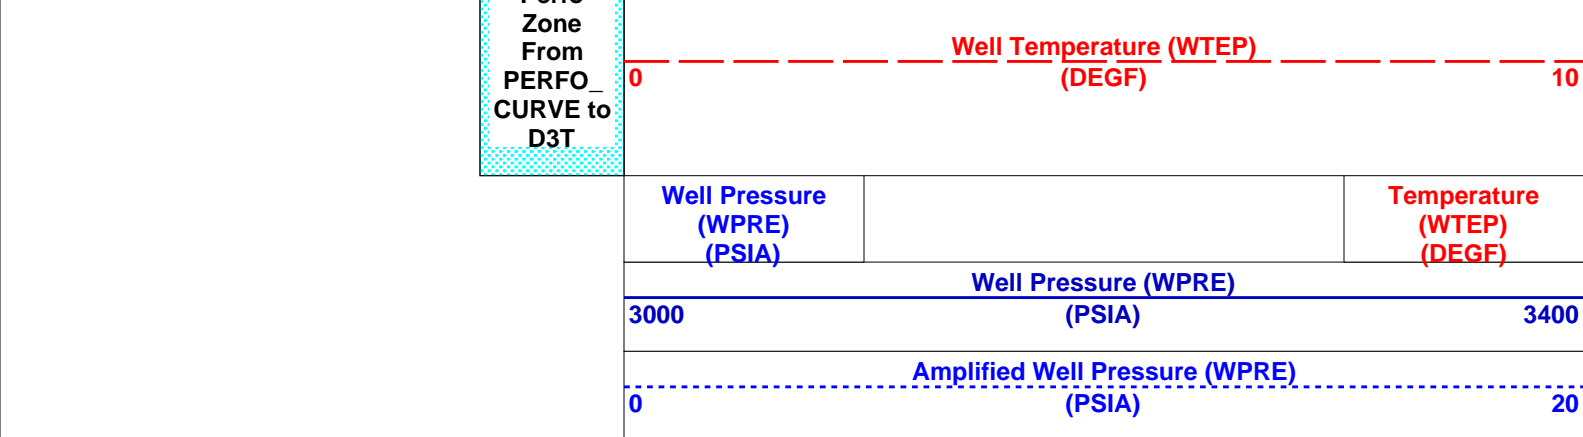 Zone
From
PERFO_
CURVE to
D3T
Well Temperature (WTEP)
0 (DEGF) 10
Well Pressure
(WPRE)
(PSIA)
Temperature
(WTEP)
(DEGF)
Well Pressure (WPRE)
3000 (PSIA) 3400
Amplified Well Pressure (WPRE)
0 (PSIA) 20